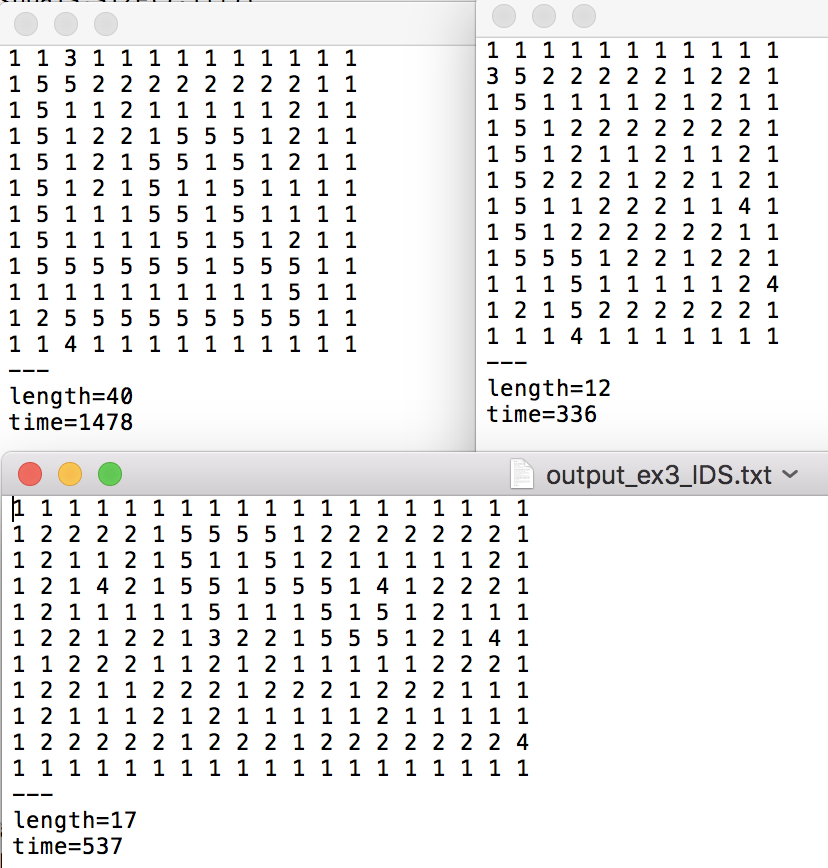 1 1 3 1 1 1 1 1 1 1 1 1 1
1 5 5 2 2 2 2 2 2 2 2 1 1
1 5 1 1 2 1 1 1 1 1 2 1 1
1 5 1 2 2 1 5 5 5 1 2 1 1
1 5 1 2 1 5 5 1 5 1 2 1 1
1 5 1 2 1 5 1 1 5 1 1 1 1
1 5 1 1 1 5 5 1 5 1 1 1 1
1 5 1 1 1 1 5 1 5 1 2 1 1
1 5 5 5 5 5 5 1 5 5 5 1 1
1 1 1 1 1 1 1 1 1 1 5 1 1
1 2 5 5 5 5 5 5 5 5 5 1 1
1 1 4 1 1 1 1 1 1 1 1 1 1
---
length=40
time=1478
1 1 1 1 1 1 1 1 1 1 1
3 5 2 2 2 2 2 1 2 2 1
1 5 1 1 1 1 2 1 2 1 1
1 5 1 2 2 2 2 2 2 2 1
1 5 1 2 1 1 2 1 1 2 1
1 5 2 2 2 1 2 2 1 2 1
1 5 1 1 2 2 2 1 1 4 1
1 5 1 2 2 2 2 2 2 1 1
1 5 5 5 1 2 2 1 2 2 1
1 1 1 5 1 1 1 1 1 2 4
1 2 1 5 2 2 2 2 2 2 1
1 1 1 4 1 1 1 1 1 1 1
---
length=12
time=336
output_ex3_IDS.txt
1 1 1 1 1 1 1 1 1 1 1 1 1 1 1 1 1 1 1
1 2 2 2 2 1 5 5 5 5 1 2 2 2 2 2 2 2 1
1 2 1 1 2 1 5 1 1 5 1 2 1 1 1 1 1 2 1
1 2 1 4 2 1 5 5 1 5 5 5 1 4 1 2 2 2 1
1 2 1 1 1 1 1 5 1 1 1 5 1 5 1 2 1 1 1
1 2 2 1 2 2 1 3 2 2 1 5 5 5 1 2 1 4 1
1 1 2 2 2 1 1 2 1 2 1 1 1 1 1 2 2 2 1
1 2 2 1 1 2 2 2 1 2 2 2 1 2 2 2 1 1 1
1 2 1 1 1 2 1 2 1 1 1 1 1 2 1 1 1 1 1
1 2 2 2 2 2 1 2 2 2 1 2 2 2 2 2 2 2 4
1 1 1 1 1 1 1 1 1 1 1 1 1 1 1 1 1 1 1
---
length=17
time=537